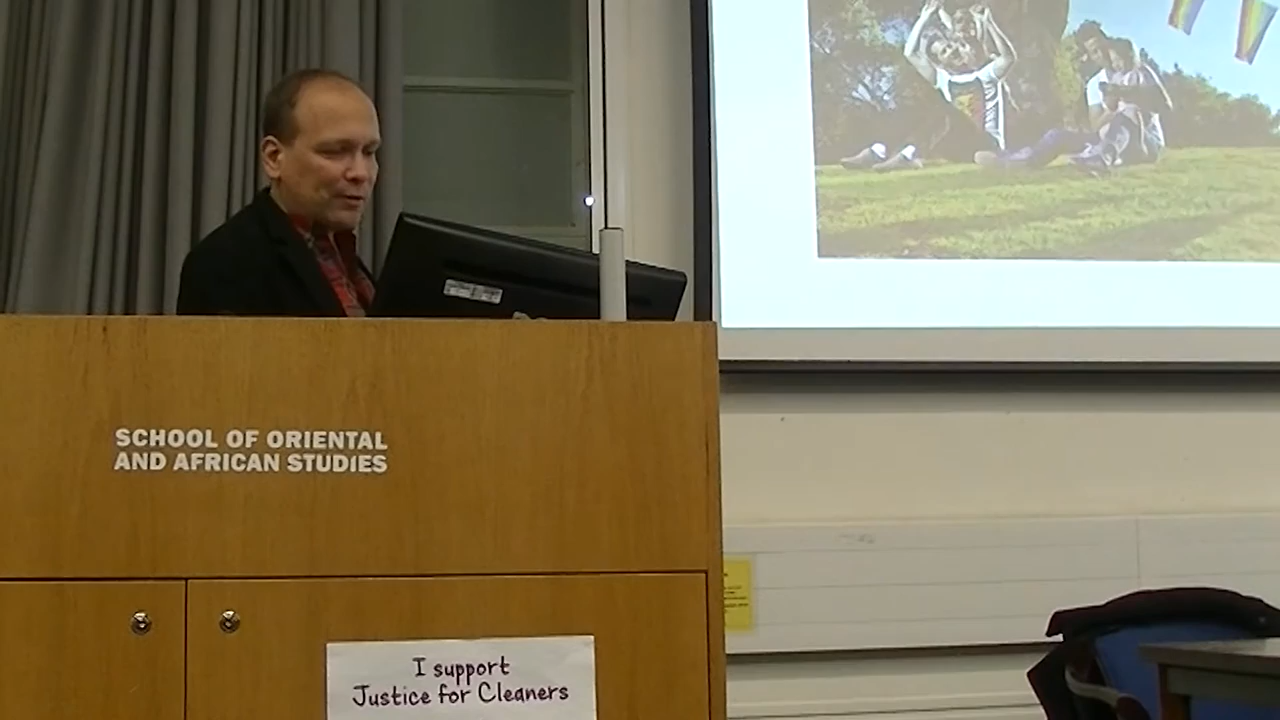 SCHOOL OF ORIENTAL
AND AFRICAN STUDIES
I support
Justice for Cleaners